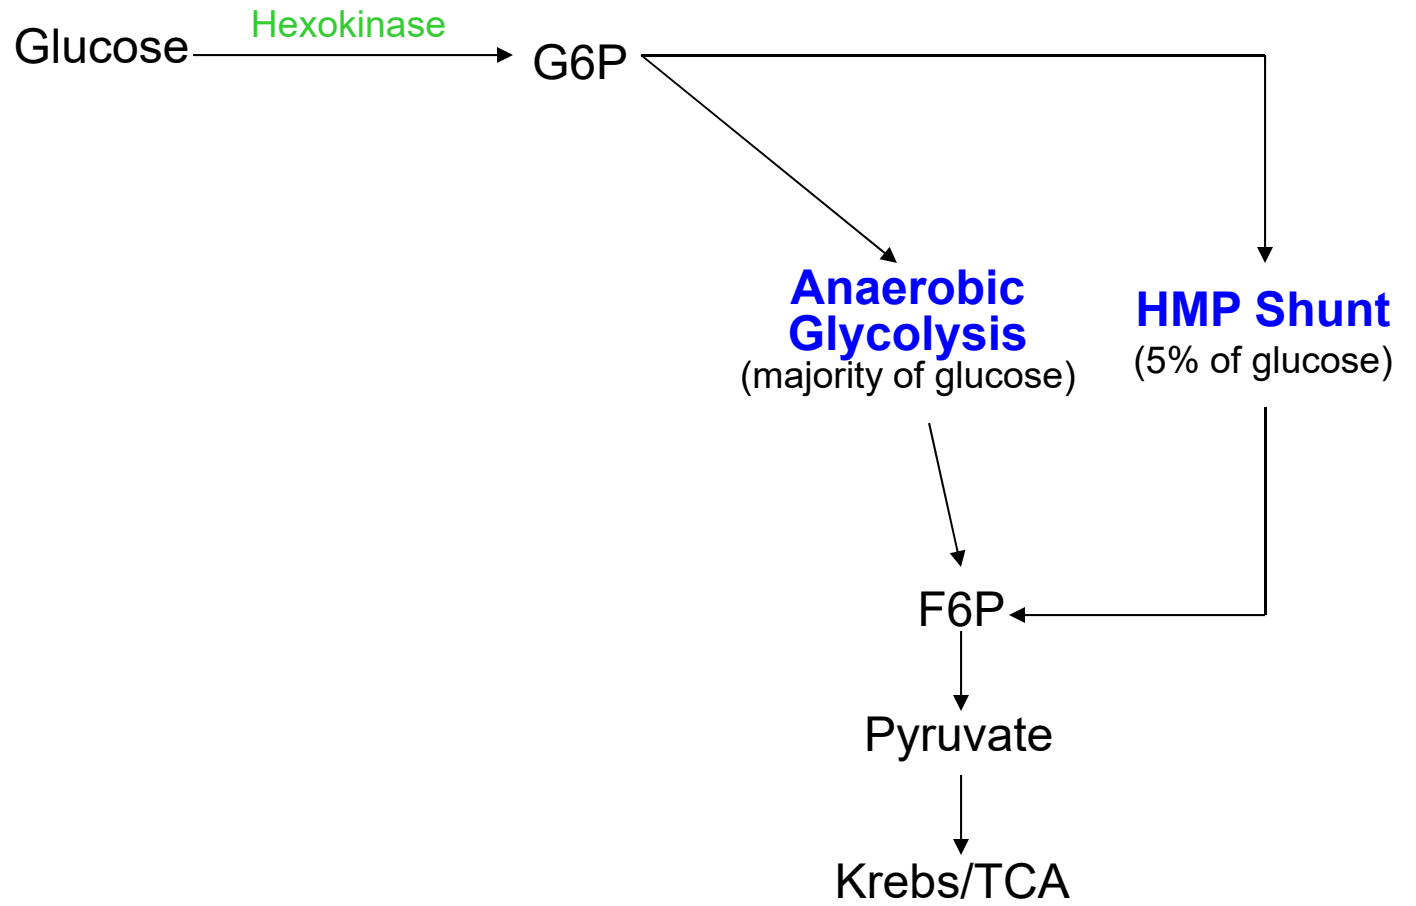 Hexokinase
Glucose
G6P
Anaerobic
Glycolysis
(majority of glucose)
HMP Shunt
(5% of glucose)
F6P
Pyruvate
Krebs/TCA